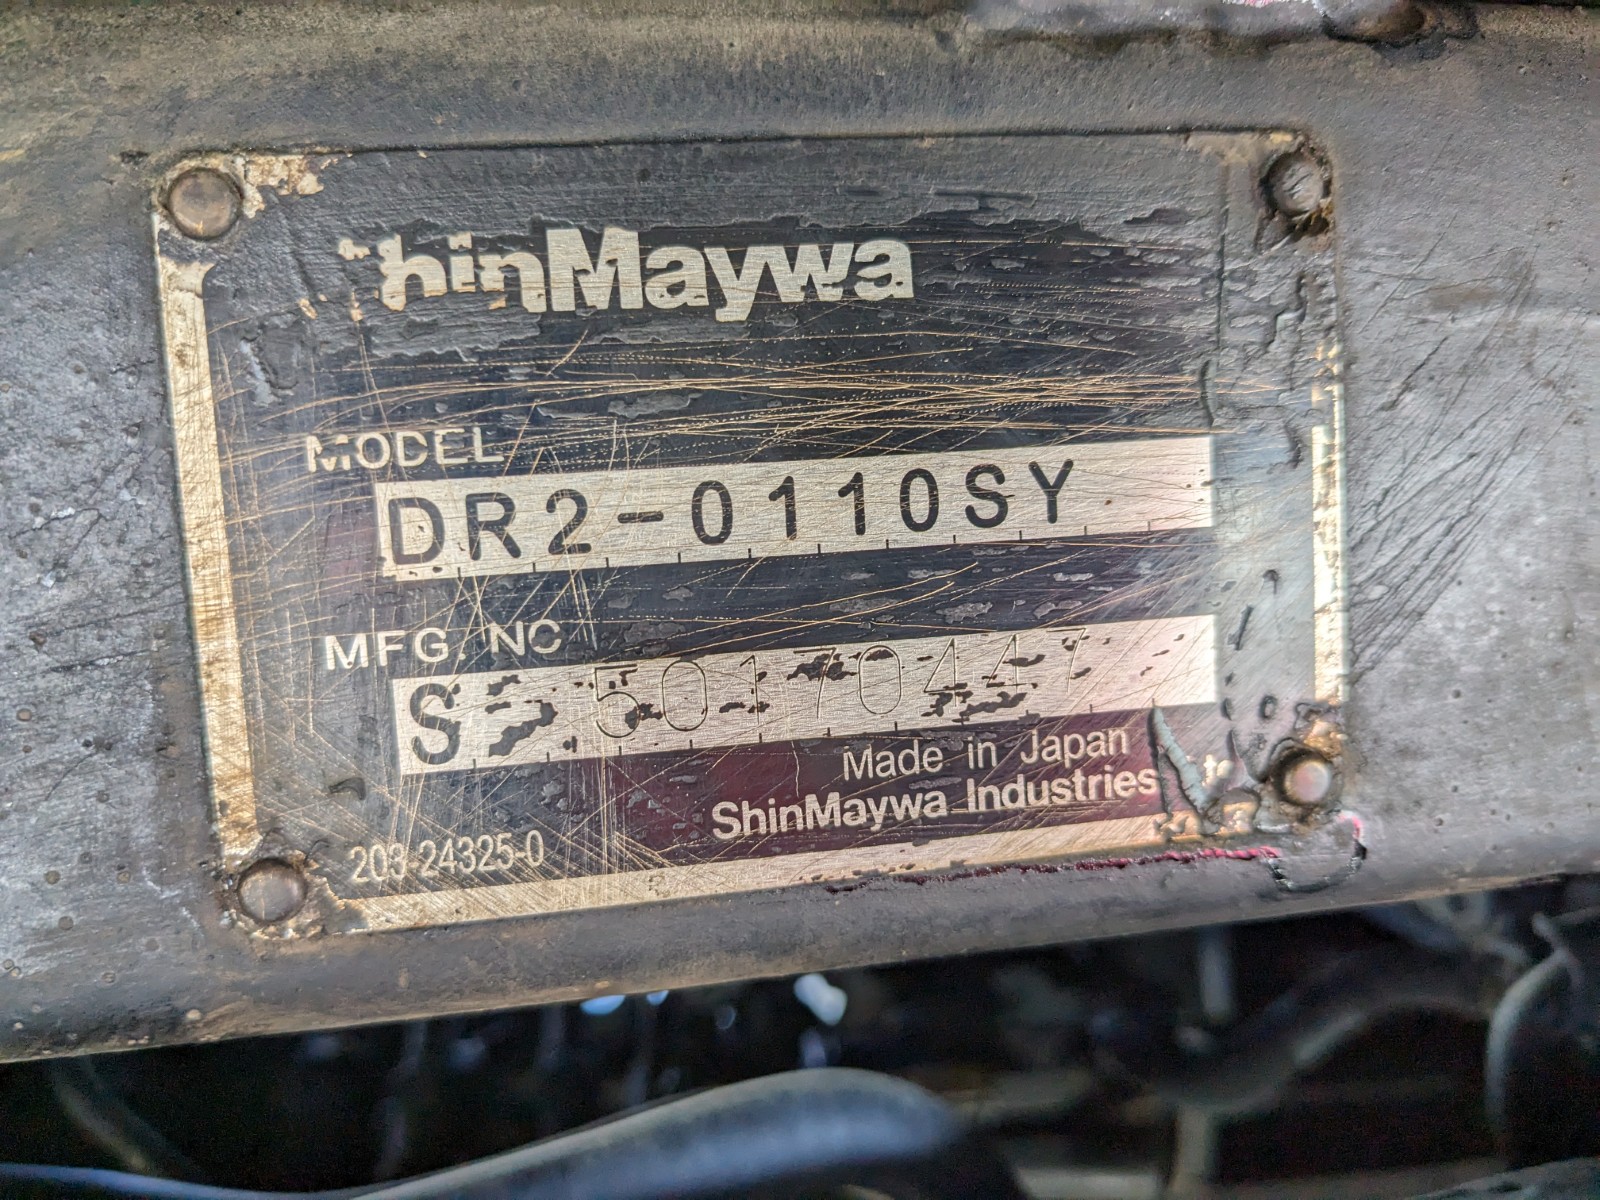 ShinMaywa
MODEL
DR2-0110SY
MFG. NO
S-50170447
Made in Japan
ShinMaywa Industries
203-24325-0